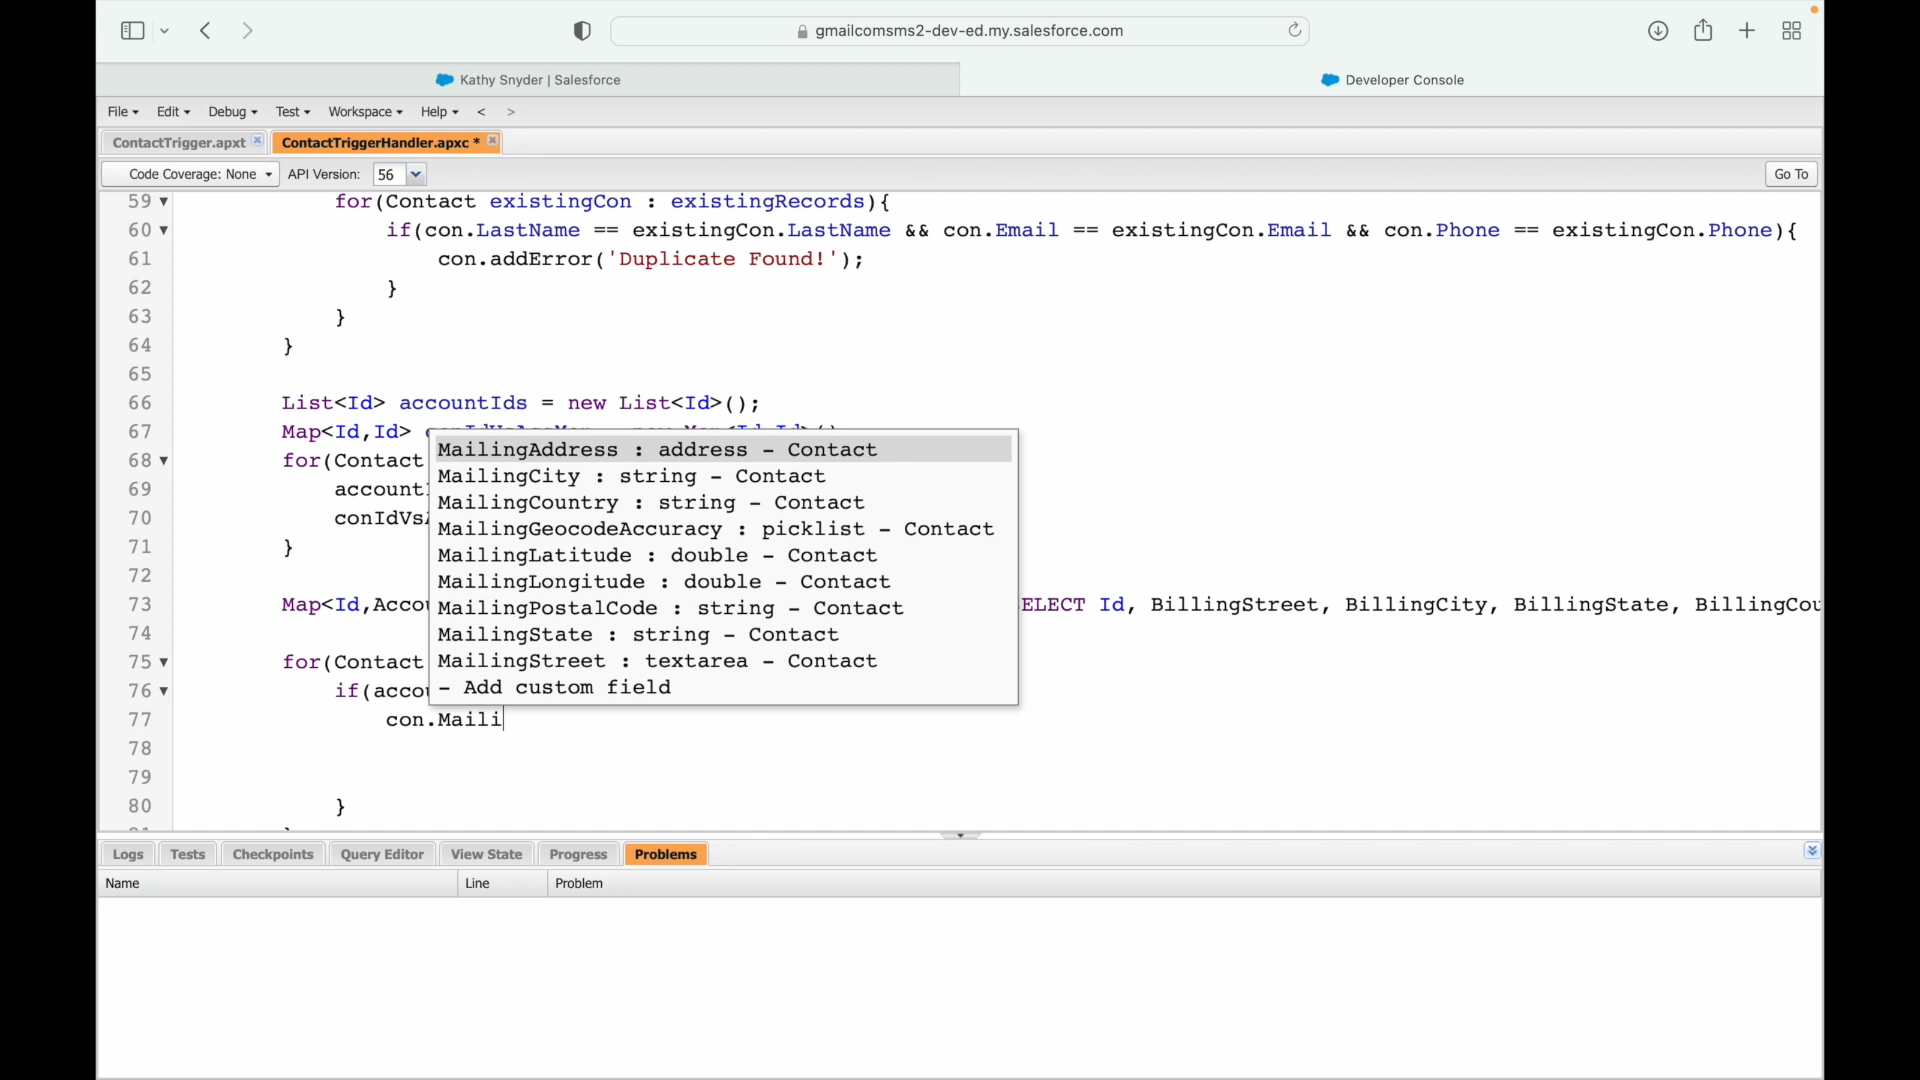 gmailcomsms2-dev-ed.my.salesforce.com
Kathy Snyder | Salesforce
Developer Console
File Edit Debug Test Workspace Help < >
ContactTrigger.apxt
ContactTriggerHandler.apxc *
Code Coverage: None API Version: 56 Go To
59 for(Contact existingCon : existingRecords){
60 if(con.LastName == existingCon.LastName && con.Email == existingCon.Email && con.Phone == existingCon.Phone){
61 con.addError('Duplicate Found!');
62 }
63 }
64 }
65
66 List<Id> accountIds = new List<Id>();
67 Map<Id,Id>
68 for(Contact
69 account
70 conIdVs
71 }
72
73 Map<Id,Accou ELECT Id, BillingStreet, BillingCity, BillingState, BillingCou
74
75 for(Contact
76 if(accou
77 con.Maili
78
79
80 }
MailingAddress : address - Contact
MailingCity : string - Contact
MailingCountry : string - Contact
MailingGeocodeAccuracy : picklist - Contact
MailingLatitude : double - Contact
MailingLongitude : double - Contact
MailingPostalCode : string - Contact
MailingState : string - Contact
MailingStreet : textarea - Contact
- Add custom field
Logs Tests Checkpoints Query Editor View State Progress Problems
Name Line Problem